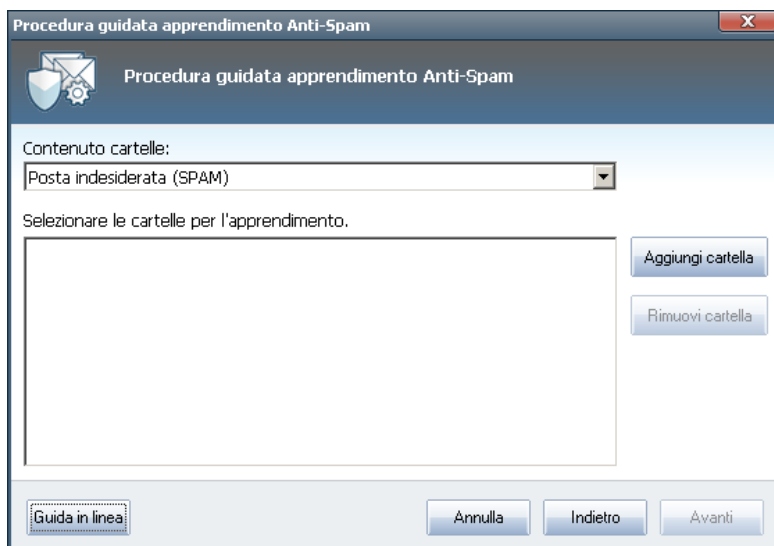 Procedura guidata apprendimento Anti-Spam
Procedura guidata apprendimento Anti-Spam
Contenuto cartelle:
Posta indesiderata (SPAM)
Selezionare le cartelle per l'apprendimento.
Aggiungi cartella
Rimuovi cartella
Guida in linea
Annulla
Indietro
Avanti